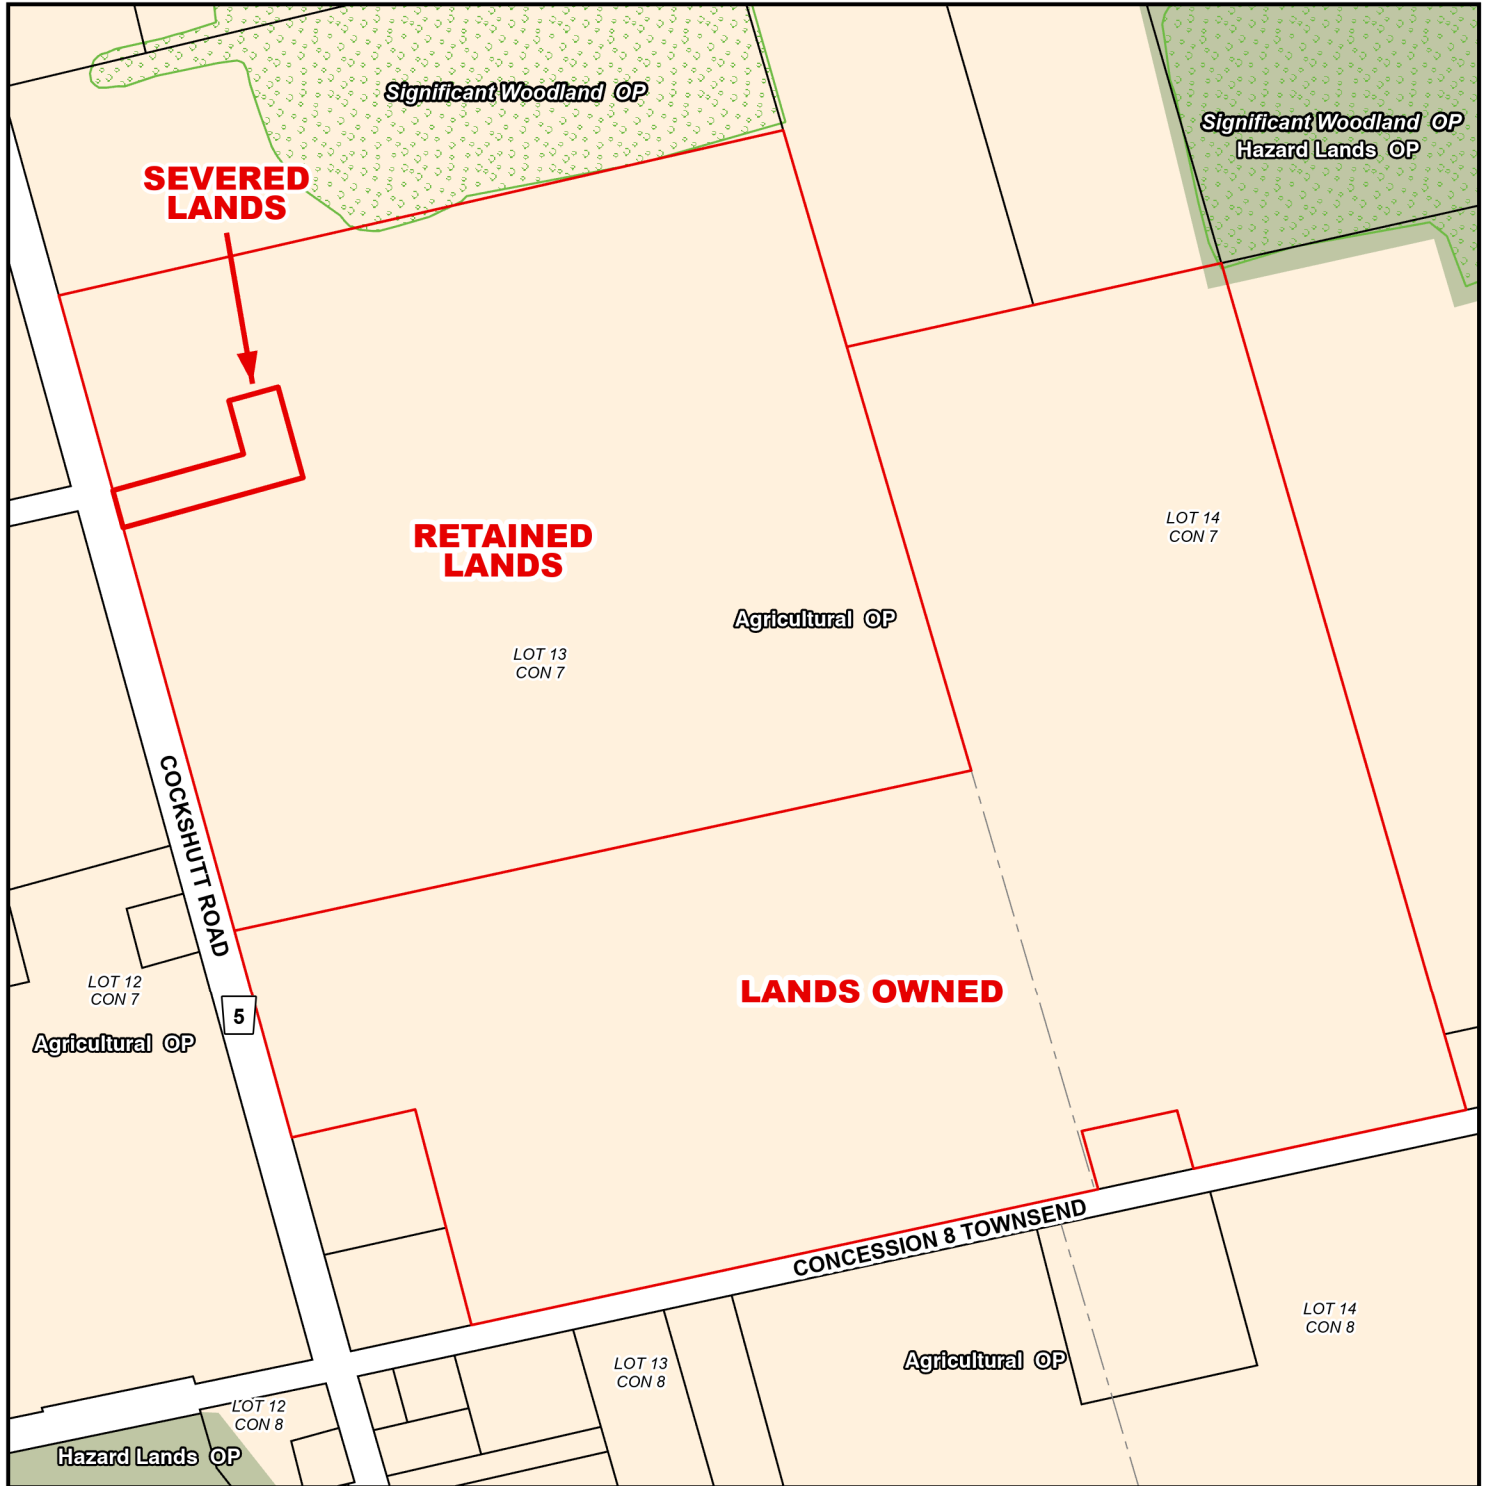 Significant Woodland OP
Significant Woodland OP
Hazard Lands OP
SEVERED
LANDS
RETAINED
LANDS
LOT 14
CON 7
Agricultural OP
LOT 13
CON 7
COCKSHUTT ROAD
LOT 12
CON 7
5
Agricultural OP
LANDS OWNED
CONCESSION 8 TOWNSEND
LOT 14
CON 8
Agricultural OP
LOT 13
CON 8
LOT 12
CON 8
Hazard Lands OP